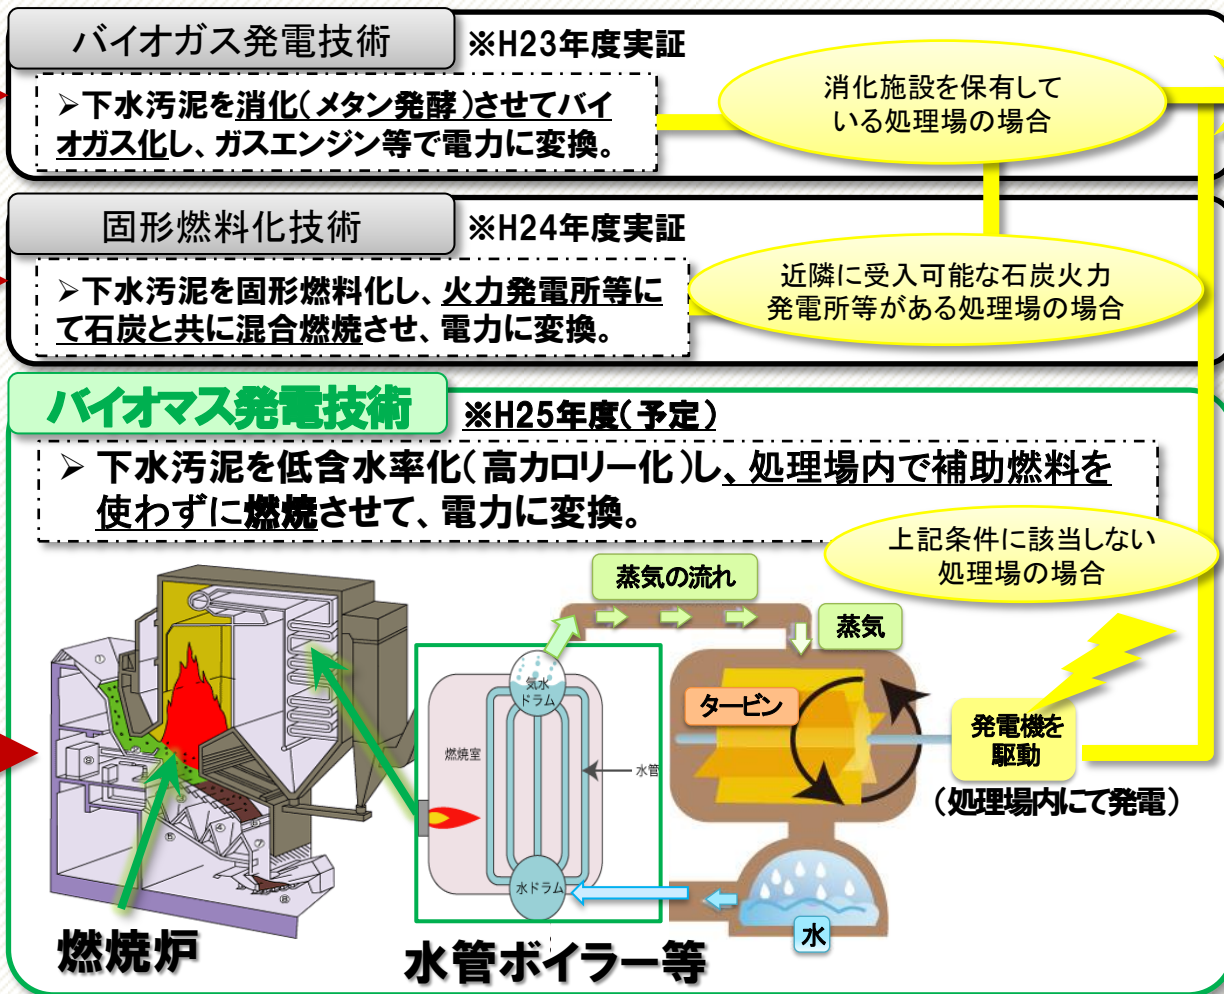 バイオガス発電技術
※H23年度実証
➢下水汚泥を消化(メタン発酵)させてバイ
オガス化し、ガスエンジン等で電力に変換。
消化施設を保有して
いる処理場の場合
固形燃料化技術
※H24年度実証
➢下水汚泥を固形燃料化し、火力発電所等に
て石炭と共に混合燃焼させ、電力に変換。
近隣に受入可能な石炭火力
発電所等がある処理場の場合
バイオマス発電技術
※H25年度(予定)
➢ 下水汚泥を低含水率化(高カロリー化)し、処理場内で補助燃料を
使わずに燃焼させて、電力に変換。
上記条件に該当しない
処理場の場合
蒸気の流れ
蒸気
気水
ドラム
タービン
燃焼室
水管
発電機を
駆動
(処理場内にて発電)
水ドラム
水
燃焼炉
水管ボイラー等